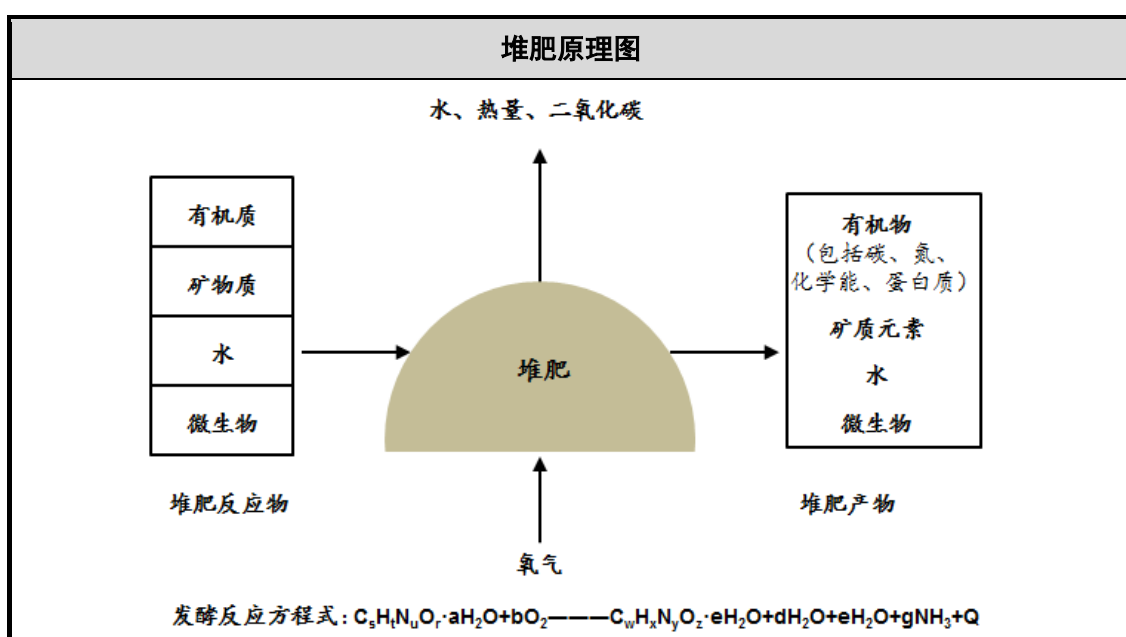 堆肥原理图
水、热量、二氧化碳
有机质
矿物质
水
微生物
堆肥反应物
堆肥
氧气
有机物
（包括碳、氮、
化学能、蛋白质）
矿质元素
水
微生物
堆肥产物
发酵反应方程式：CₛHₜNᵤOᵣ·aH₂O+bO₂———CwHₓNyOz·eH₂O+dH₂O+eH₂O+gNH₃+Q